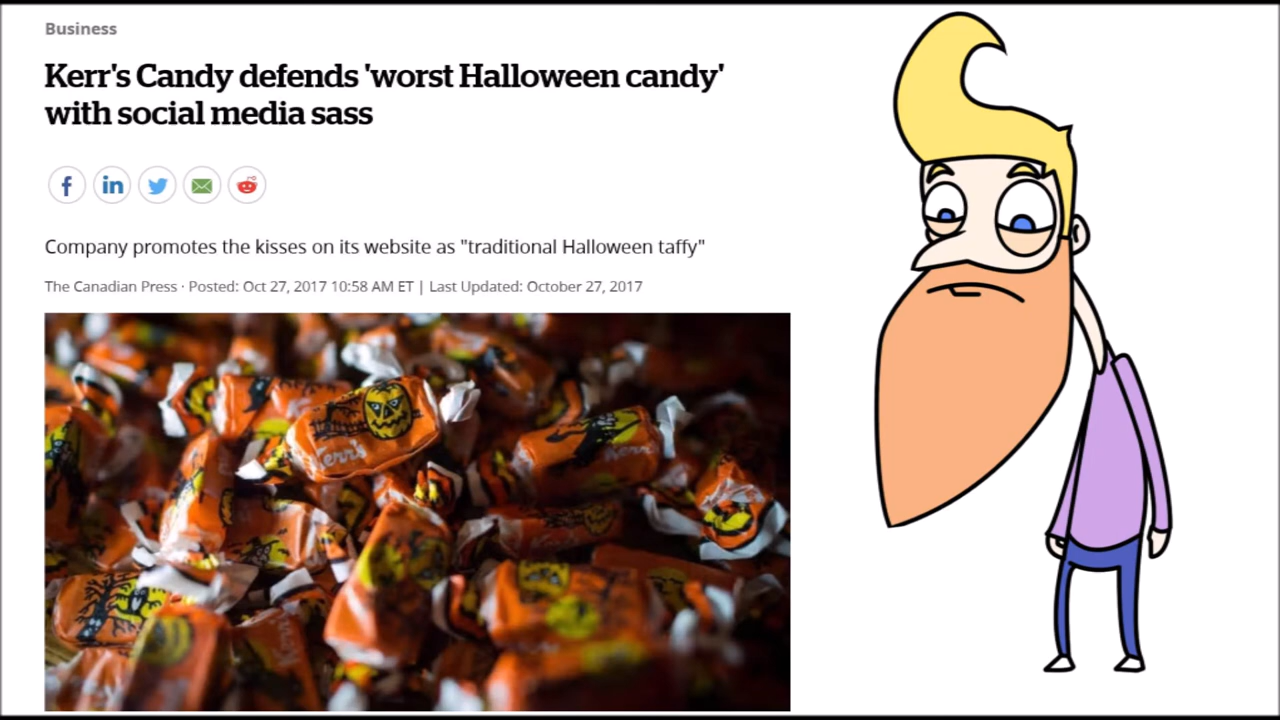 Business
Kerr's Candy defends 'worst Halloween candy'
with social media sass
f
in
Company promotes the kisses on its website as "traditional Halloween taffy"
The Canadian Press · Posted: Oct 27, 2017 10:58 AM ET | Last Updated: October 27, 2017
Kerr's
Kerr's